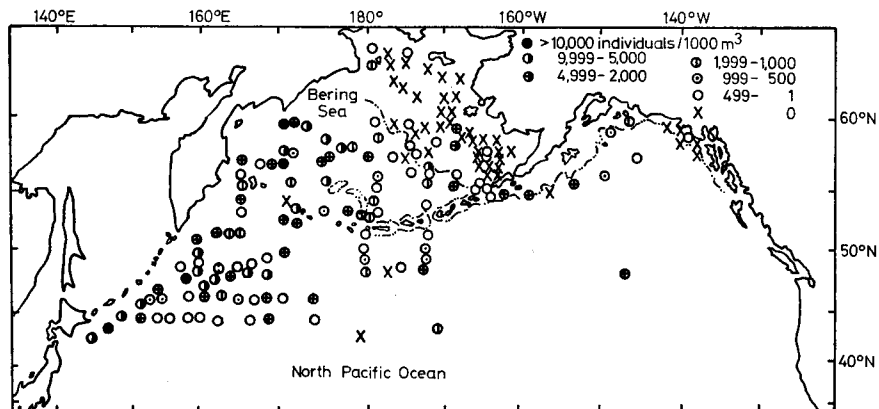 140°E 160°E 180° 160°W 140°W
>10,000 individuals/1000 m³
9,999-5,000
4,999-2,000
1,999-1,000
999- 500
499- 1
0
Bering
Sea
60°N
50°N
40°N
North Pacific Ocean